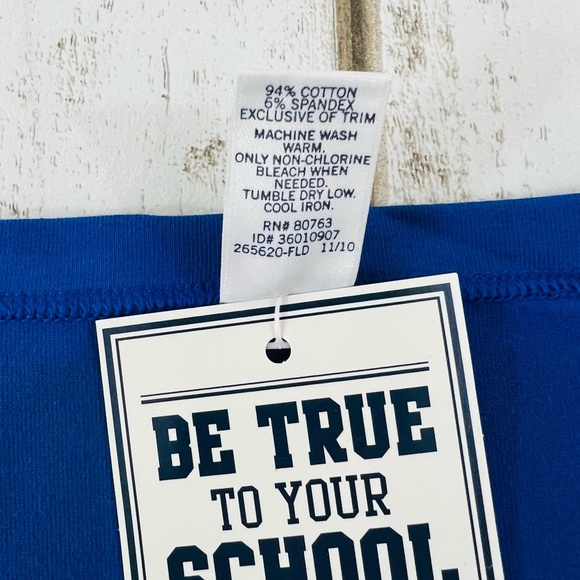 94% COTTON
6% SPANDEX
EXCLUSIVE OF TRIM
MACHINE WASH
WARM.
ONLY NON-CHLORINE
BLEACH WHEN
NEEDED.
TUMBLE DRY LOW.
COOL IRON.
RN# 80763
ID# 36010907
265620-FLD 11/10
BE TRUE
TO YOUR
SCHOOL